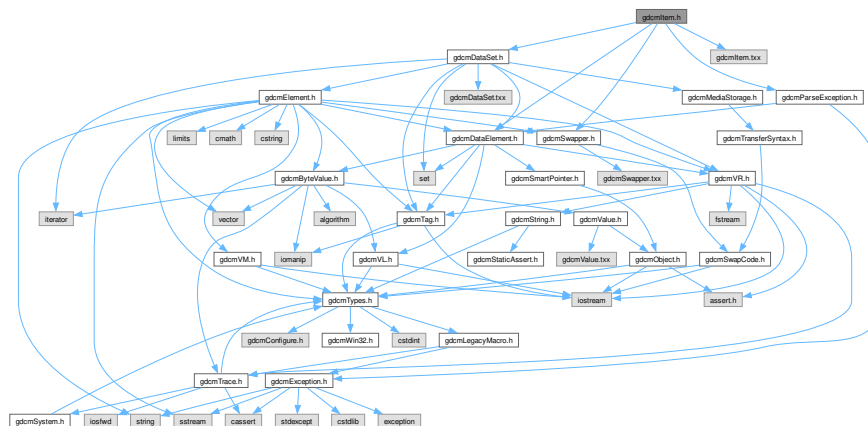 gdcmItem.h
gdcmDataSet.h
gdcmItem.txx
gdcmElement.h
gdcmDataSet.txx
gdcmMediaStorage.h
gdcmParseException.h
limits
cmath
cstring
gdcmDataElement.h
gdcmSwapper.h
gdcmTransferSyntax.h
gdcmByteValue.h
set
gdcmSmartPointer.h
gdcmSwapper.txx
gdcmVR.h
iterator
vector
algorithm
gdcmTag.h
gdcmString.h
gdcmValue.h
fstream
gdcmVM.h
iomanip
gdcmVL.h
gdcmStaticAssert.h
gdcmValue.txx
gdcmObject.h
gdcmSwapCode.h
gdcmTypes.h
iostream
assert.h
gdcmConfigure.h
gdcmWin32.h
cstdint
gdcmLegacyMacro.h
gdcmTrace.h
gdcmException.h
gdcmSystem.h
iosfwd
string
sstream
cassert
stdexcept
cstdlib
exception